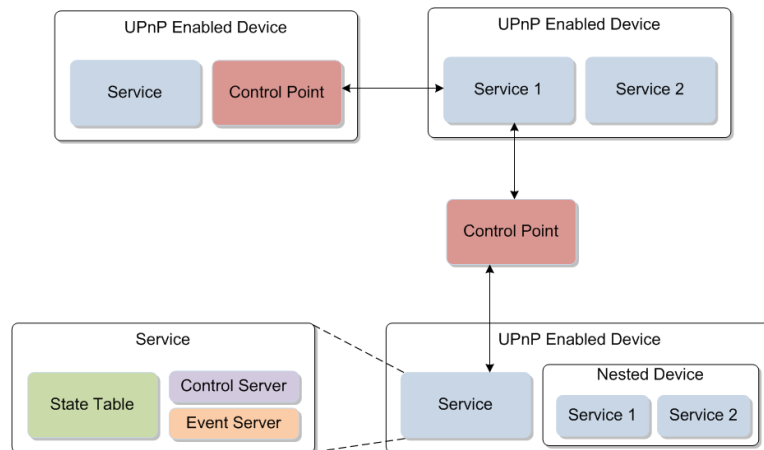 UPnP Enabled Device
Service
Control Point
UPnP Enabled Device
Service 1
Service 2
Control Point
Service
State Table
Control Server
Event Server
UPnP Enabled Device
Service
Nested Device
Service 1
Service 2